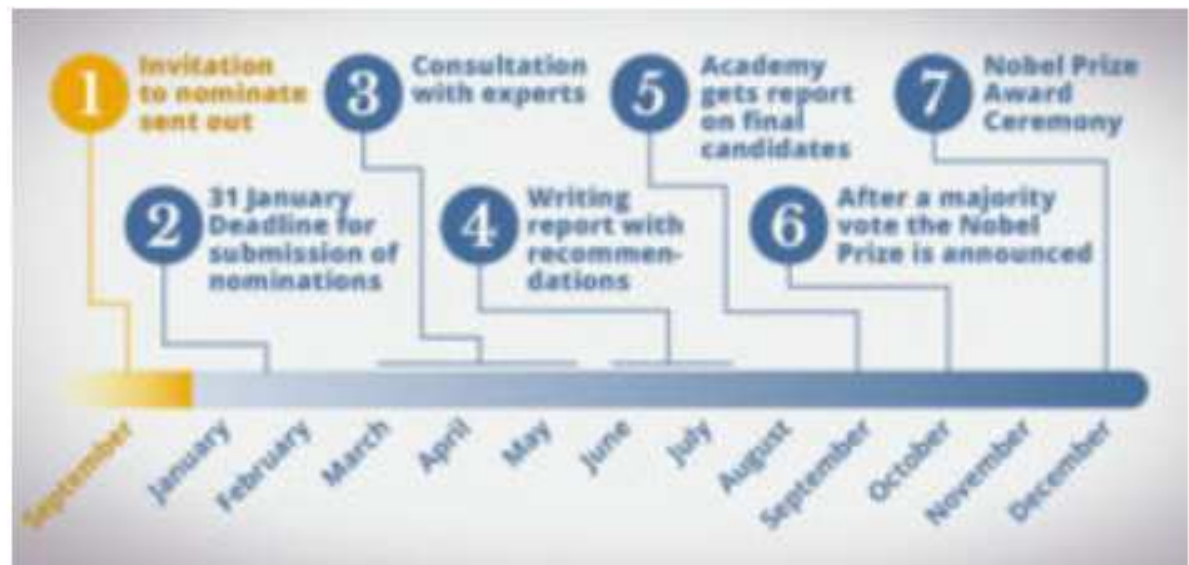 1
Invitation
to nominate
sent out
2
31 January
Deadline for
submission of
nominations
3
Consultation
with experts
4
Writing
report with
recommen-
dations
5
Academy
gets report
on final
candidates
6
After a majority
vote the Nobel
Prize is announced
7
Nobel Prize
Award
Ceremony
September
January
February
March
April
May
June
July
August
September
October
November
December